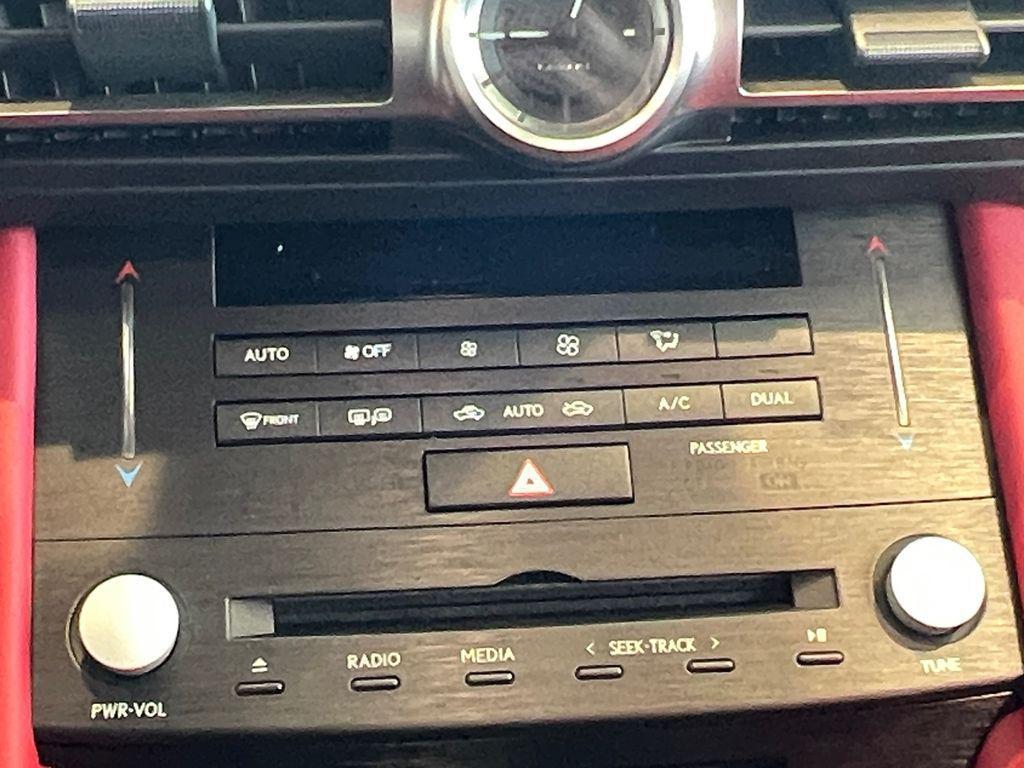 AUTO OFF
FRONT AUTO A/C DUAL
PASSENGER
RADIO MEDIA < SEEK·TRACK >
PWR·VOL TUNE